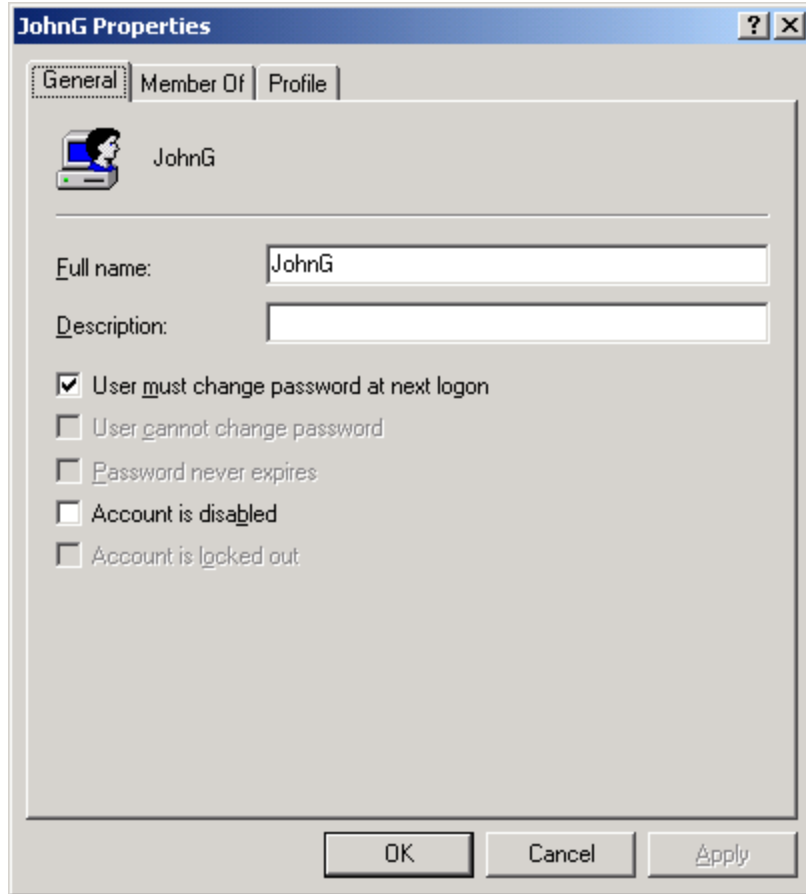 JohnG Properties
General Member Of Profile
JohnG
Full name: JohnG
Description:
User must change password at next logon
User cannot change password
Password never expires
Account is disabled
Account is locked out
OK Cancel Apply